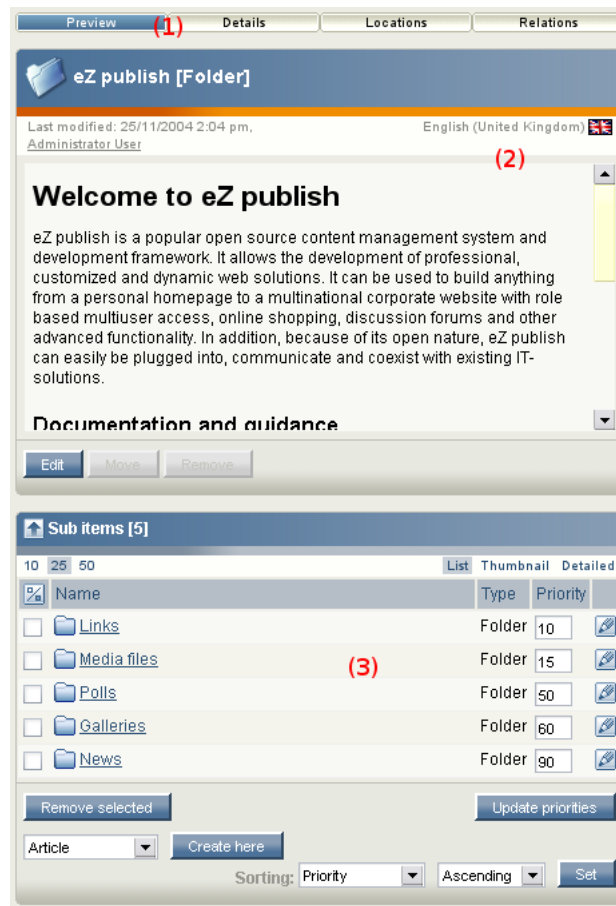 Preview (1) Details Locations Relations
eZ publish [Folder]
Last modified: 25/11/2004 2:04 pm, English (United Kingdom)
Administrator User
(2)
Welcome to eZ publish
eZ publish is a popular open source content management system and
development framework. It allows the development of professional,
customized and dynamic web solutions. It can be used to build anything
from a personal homepage to a multinational corporate website with role
based multiuser access, online shopping, discussion forums and other
advanced functionality. In addition, because of its open nature, eZ publish
can easily be plugged into, communicate and coexist with existing IT-
solutions.
Documentation and guidance
Edit Move Remove
Sub items [5]
10 25 50 List Thumbnail Detailed
Name Type Priority
Links Folder 10
Media files (3) Folder 15
Polls Folder 50
Galleries Folder 60
News Folder 90
Remove selected Update priorities
Article Create here
Sorting: Priority Ascending Set